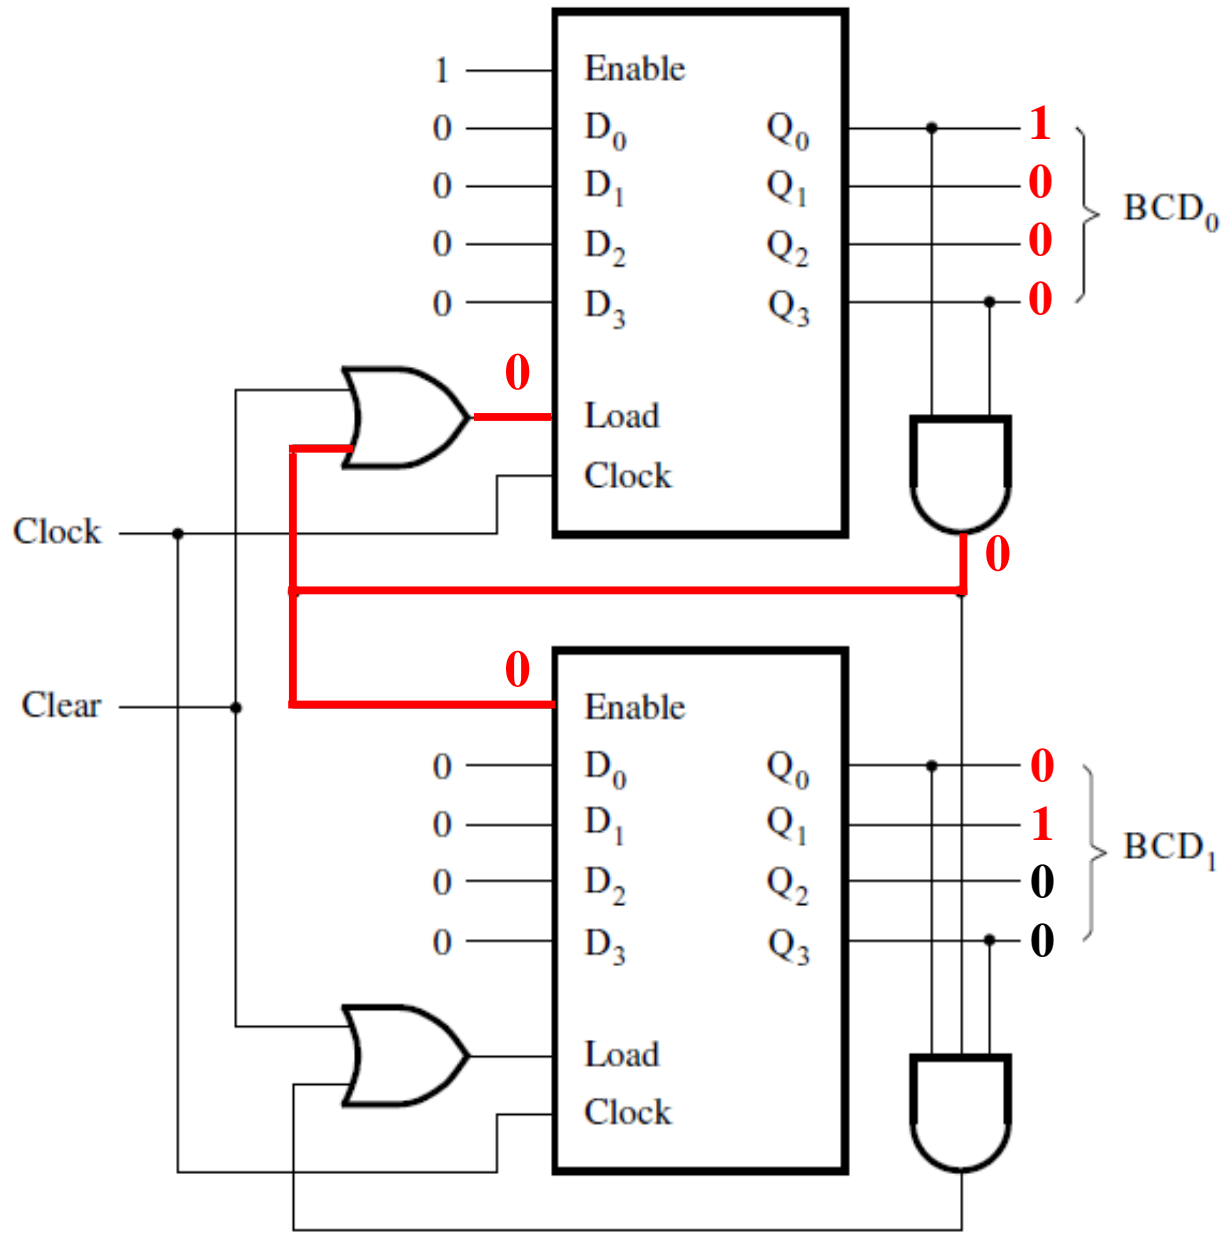 1 Enable
0 D0 Q0 1
0 D1 Q1 0
0 D2 Q2 0
0 D3 Q3 0
BCD0
0
Load
Clock
Clock
0
0
Clear
Enable
0 D0 Q0 0
0 D1 Q1 1
0 D2 Q2 0
0 D3 Q3 0
BCD1
Load
Clock